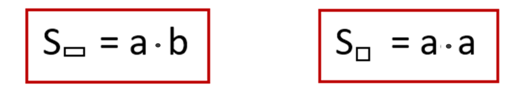 S▭ = a · b
S□ = a · a